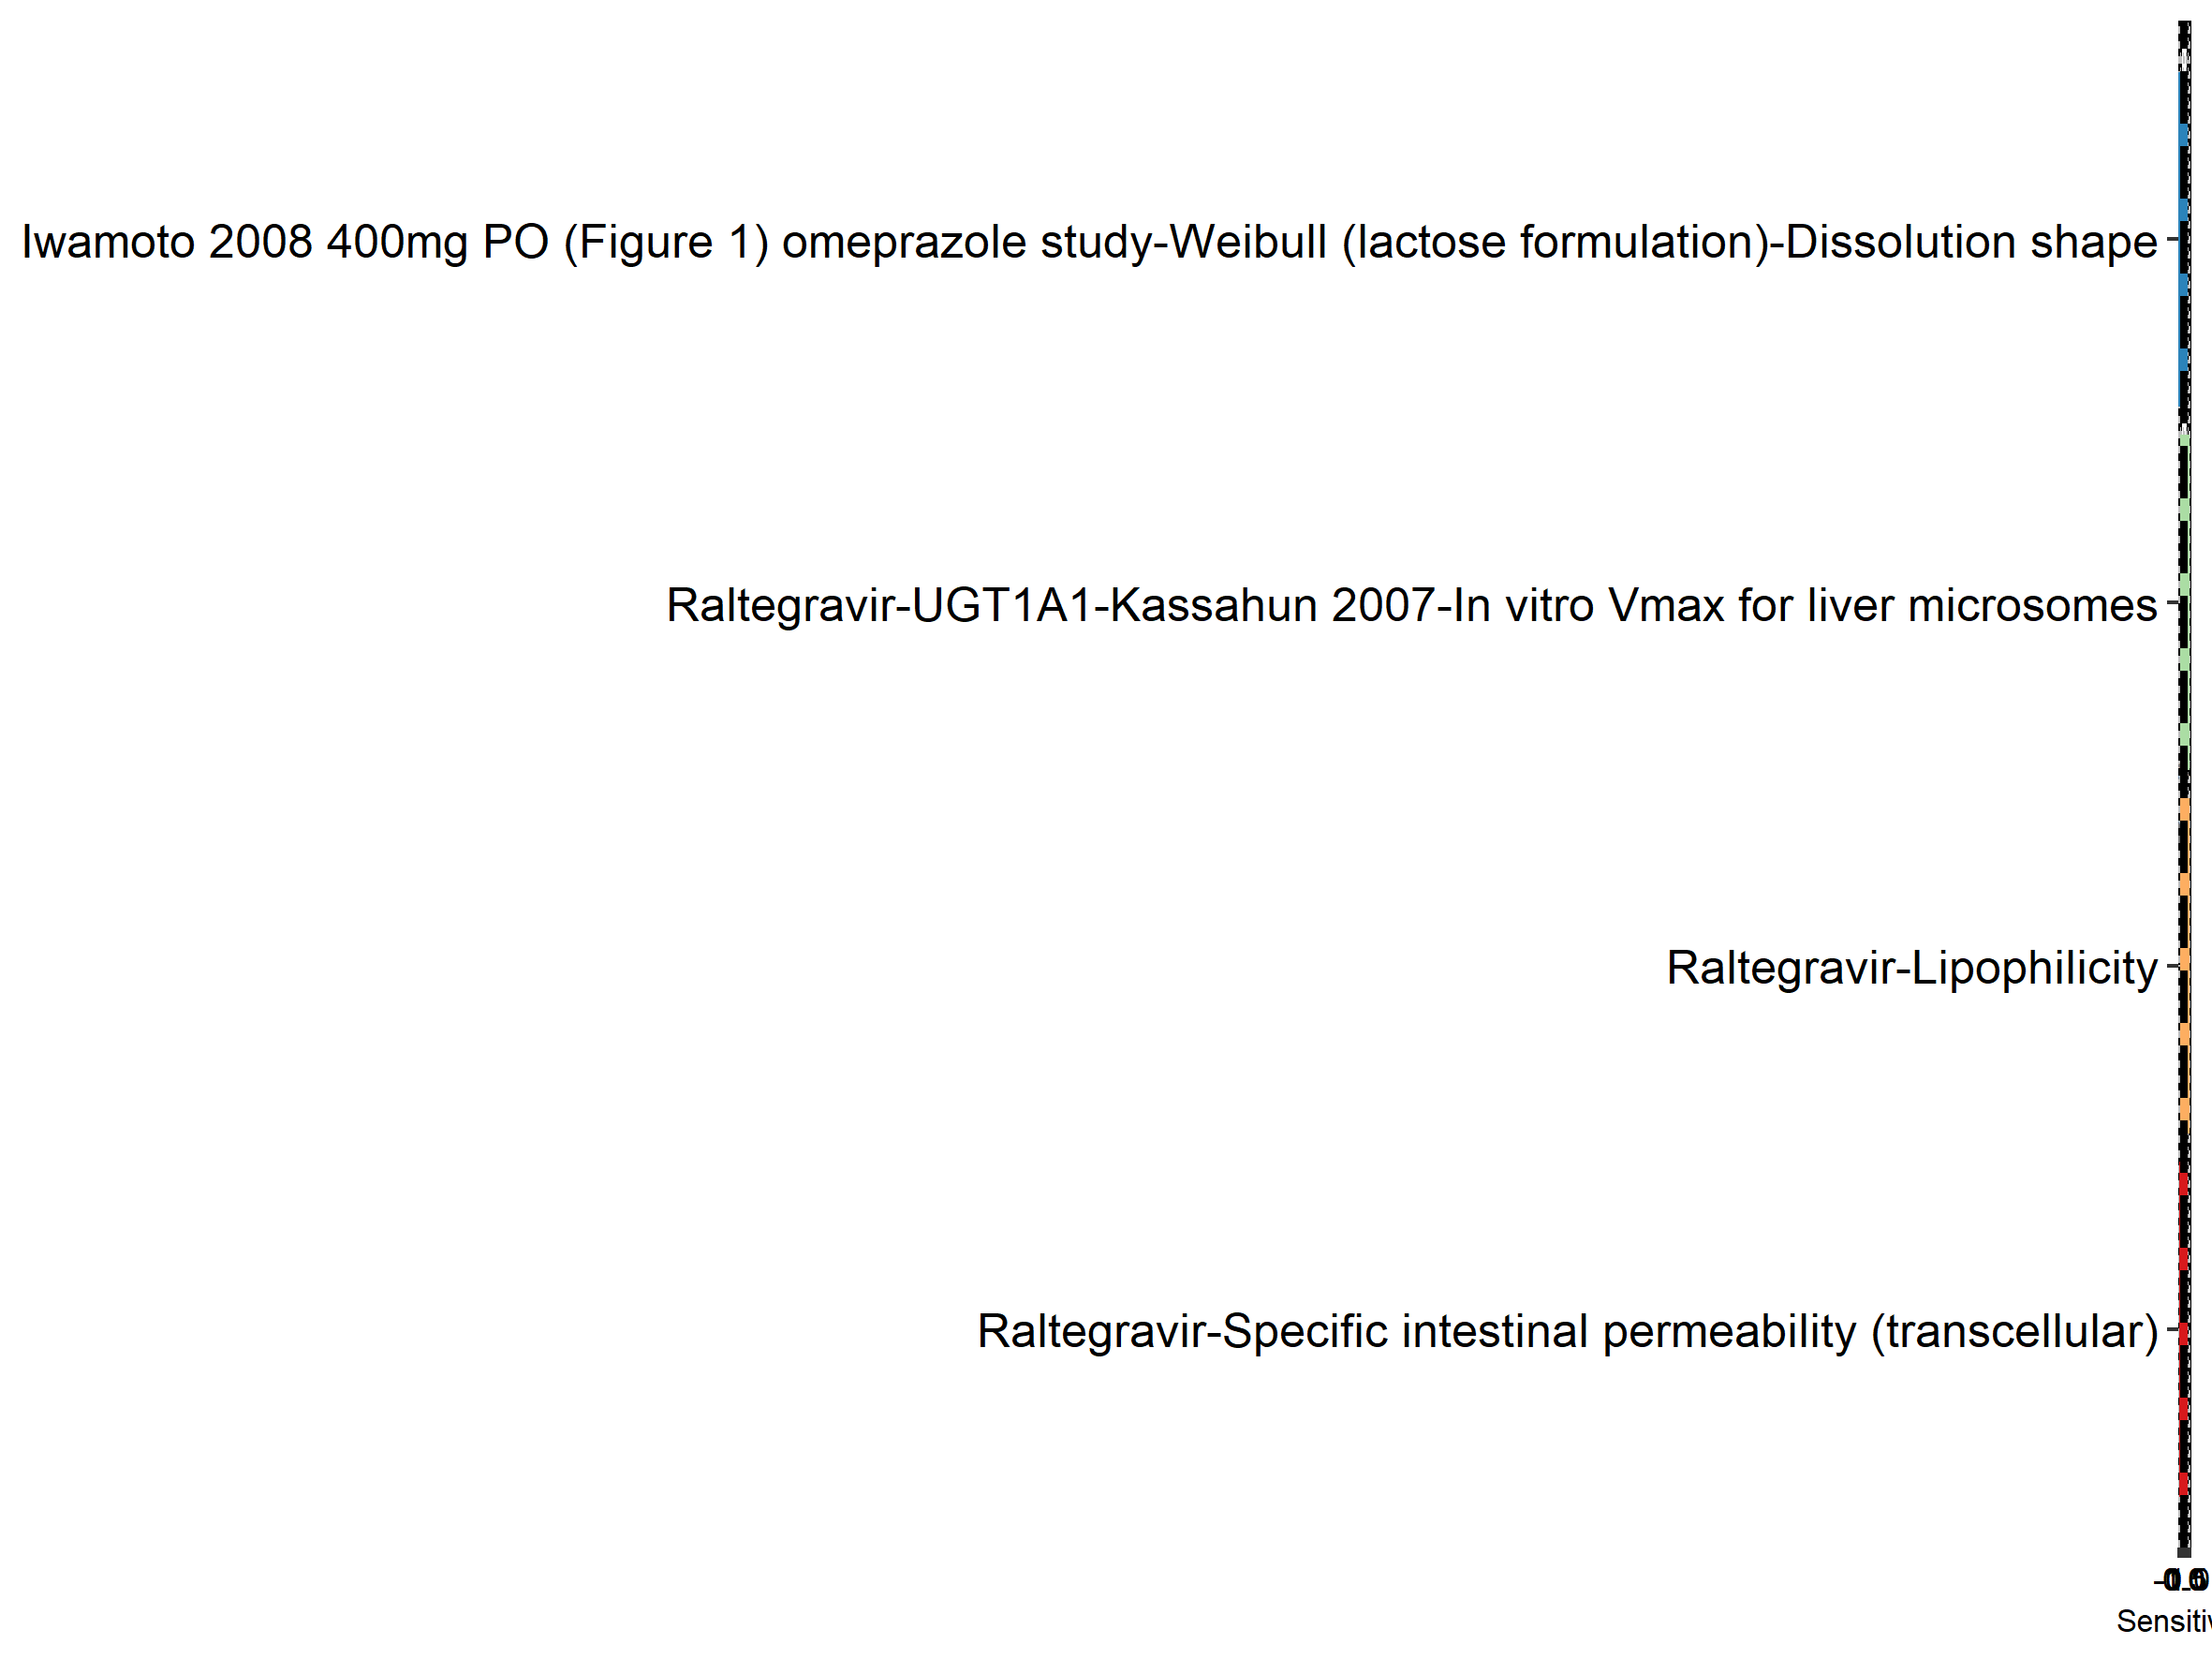 Iwamoto 2008 400mg PO (Figure 1) omeprazole study-Weibull (lactose formulation)-Dissolution shape
Raltegravir-UGT1A1-Kassahun 2007-In vitro Vmax for liver microsomes
Raltegravir-Lipophilicity
Raltegravir-Specific intestinal permeability (transcellular)
Sensitiv